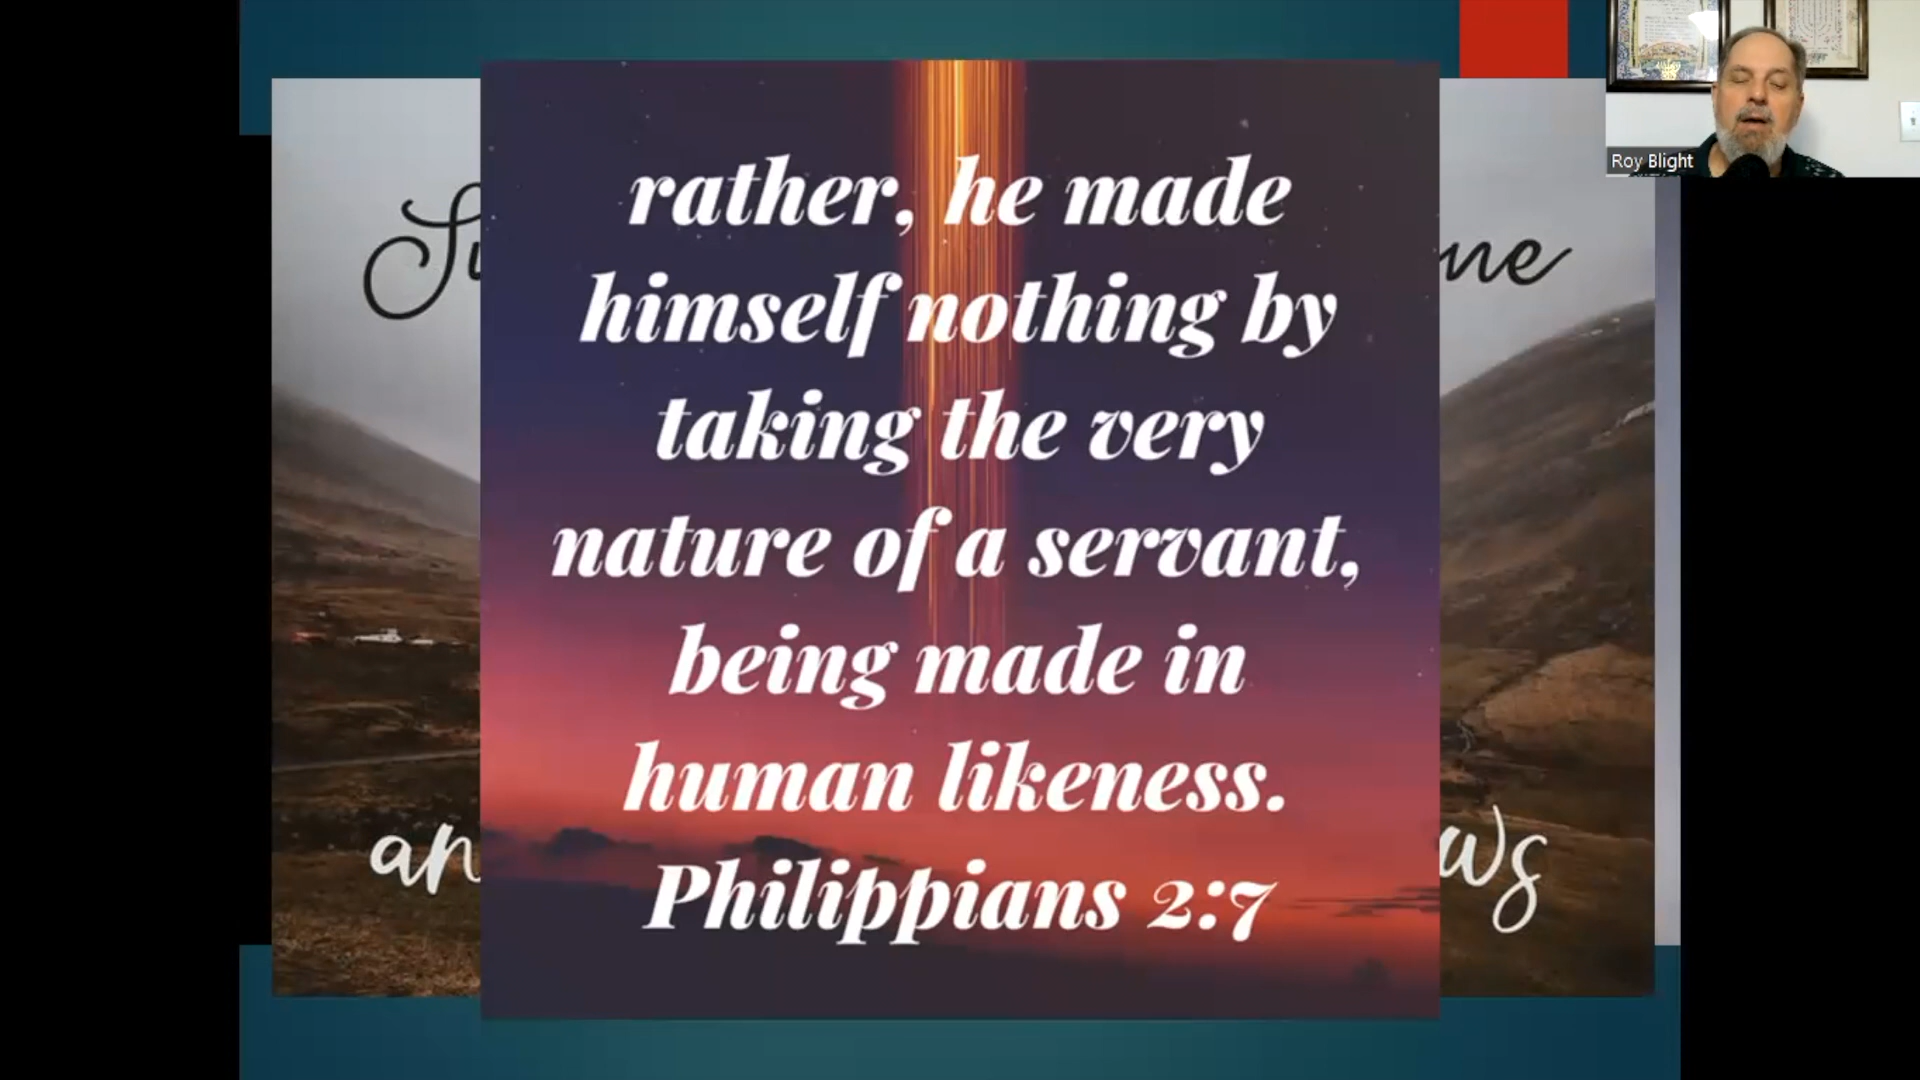 rather, he made
himself nothing by
taking the very
nature of a servant,
being made in
human likeness.
Philippians 2:7
Roy Blight